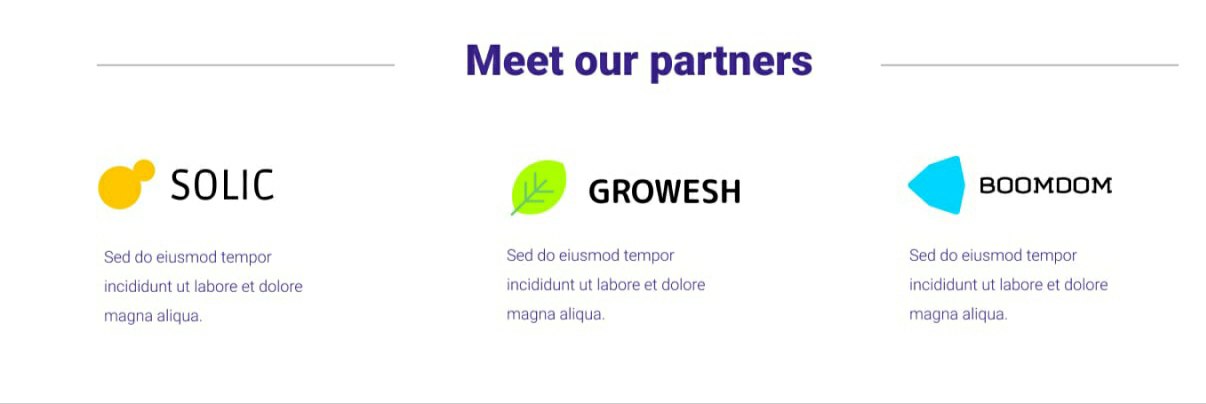 Meet our partners
SOLIC
Sed do eiusmod tempor
incididunt ut labore et dolore
magna aliqua.
GROWESH
Sed do eiusmod tempor
incididunt ut labore et dolore
magna aliqua.
BOOMDOM
Sed do eiusmod tempor
incididunt ut labore et dolore
magna aliqua.